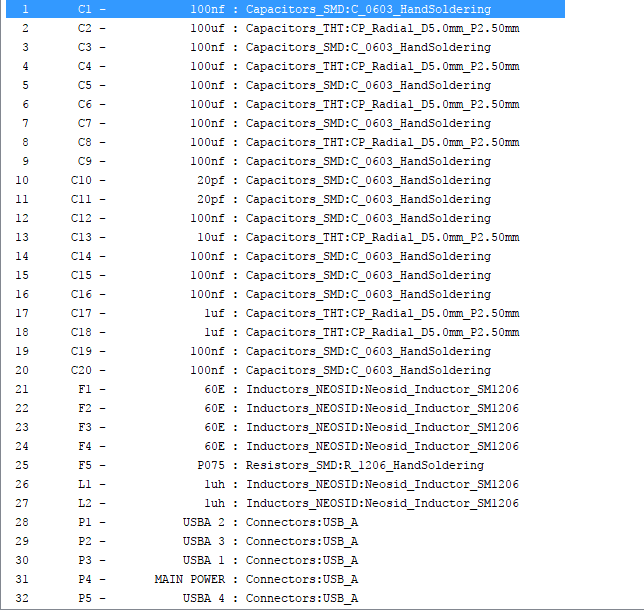 1 C1 - 100nf : Capacitors_SMD:C_0603_HandSoldering
2 C2 - 100uf : Capacitors_THT:CP_Radial_D5.0mm_P2.50mm
3 C3 - 100nf : Capacitors_SMD:C_0603_HandSoldering
4 C4 - 100uf : Capacitors_THT:CP_Radial_D5.0mm_P2.50mm
5 C5 - 100nf : Capacitors_SMD:C_0603_HandSoldering
6 C6 - 100uf : Capacitors_THT:CP_Radial_D5.0mm_P2.50mm
7 C7 - 100nf : Capacitors_SMD:C_0603_HandSoldering
8 C8 - 100uf : Capacitors_THT:CP_Radial_D5.0mm_P2.50mm
9 C9 - 100nf : Capacitors_SMD:C_0603_HandSoldering
10 C10 - 20pf : Capacitors_SMD:C_0603_HandSoldering
11 C11 - 20pf : Capacitors_SMD:C_0603_HandSoldering
12 C12 - 100nf : Capacitors_SMD:C_0603_HandSoldering
13 C13 - 10uf : Capacitors_THT:CP_Radial_D5.0mm_P2.50mm
14 C14 - 100nf : Capacitors_SMD:C_0603_HandSoldering
15 C15 - 100nf : Capacitors_SMD:C_0603_HandSoldering
16 C16 - 100nf : Capacitors_SMD:C_0603_HandSoldering
17 C17 - 1uf : Capacitors_THT:CP_Radial_D5.0mm_P2.50mm
18 C18 - 1uf : Capacitors_THT:CP_Radial_D5.0mm_P2.50mm
19 C19 - 100nf : Capacitors_SMD:C_0603_HandSoldering
20 C20 - 100nf : Capacitors_SMD:C_0603_HandSoldering
21 F1 - 60E : Inductors_NEOSID:Neosid_Inductor_SM1206
22 F2 - 60E : Inductors_NEOSID:Neosid_Inductor_SM1206
23 F3 - 60E : Inductors_NEOSID:Neosid_Inductor_SM1206
24 F4 - 60E : Inductors_NEOSID:Neosid_Inductor_SM1206
25 F5 - P075 : Resistors_SMD:R_1206_HandSoldering
26 L1 - 1uh : Inductors_NEOSID:Neosid_Inductor_SM1206
27 L2 - 1uh : Inductors_NEOSID:Neosid_Inductor_SM1206
28 P1 - USBA 2 : Connectors:USB_A
29 P2 - USBA 3 : Connectors:USB_A
30 P3 - USBA 1 : Connectors:USB_A
31 P4 - MAIN POWER : Connectors:USB_A
32 P5 - USBA 4 : Connectors:USB_A